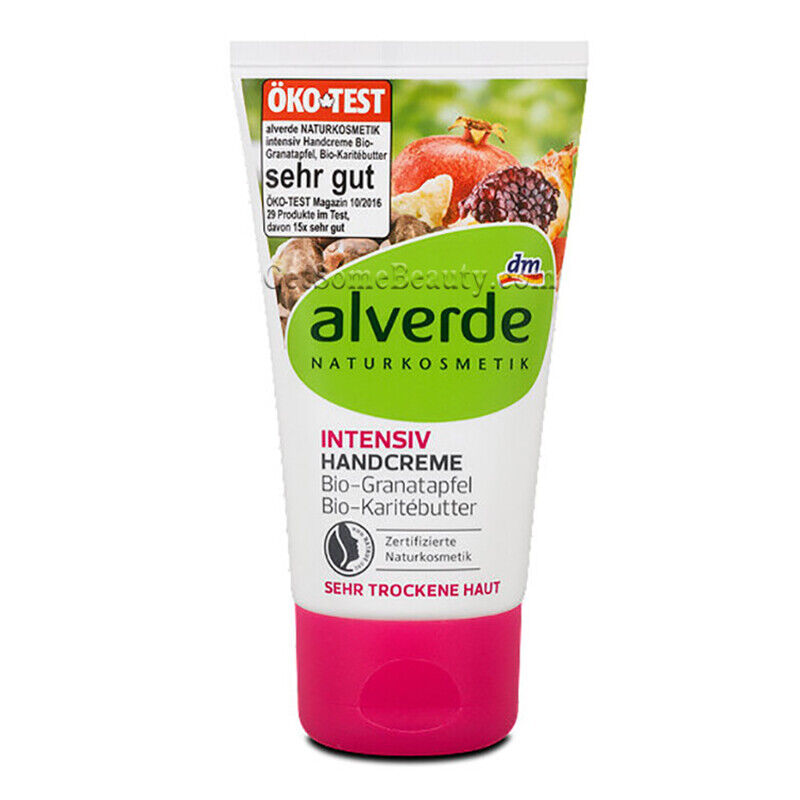 ÖKO-TEST
alverde NATURKOSMETIK
intensiv Handcreme Bio-
Granatapfel, Bio-Karitébutter
sehr gut
ÖKO-TEST Magazin 10/2016
29 Produkte im Test,
davon 15x sehr gut
GetSomeBeauty.com
dm
alverde
NATURKOSMETIK
INTENSIV
HANDCREME
Bio-Granatapfel
Bio-Karitébutter
Zertifizierte
Naturkosmetik
SEHR TROCKENE HAUT